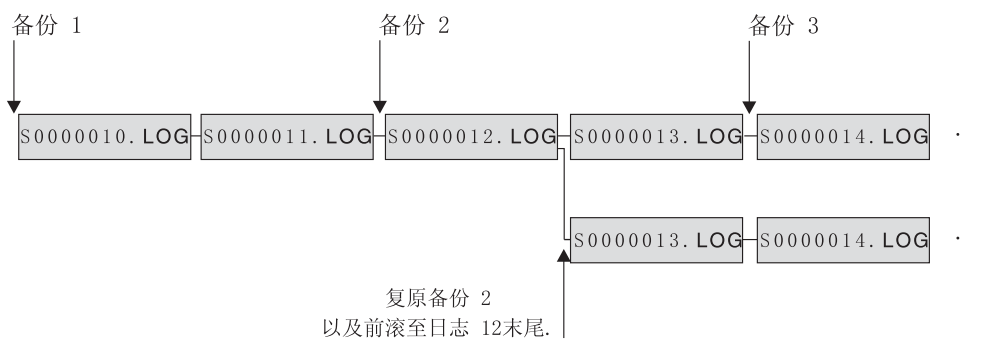 备份 1
备份 2
备份 3
S0000010.LOG
S0000011.LOG
S0000012.LOG
S0000013.LOG
S0000014.LOG
S0000013.LOG
S0000014.LOG
复原备份 2
以及前滚至日志 12末尾.